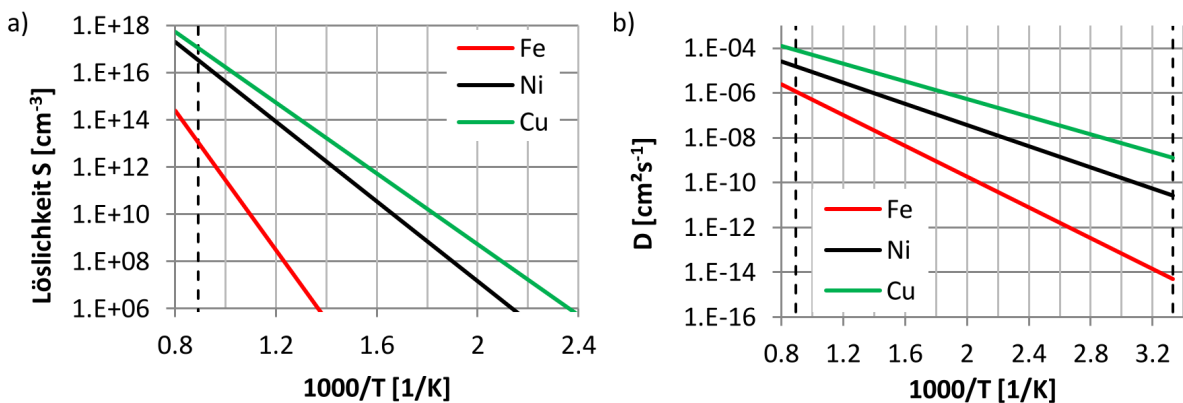 a)
Löslichkeit S [cm-3]
1.E+18
1.E+16
1.E+14
1.E+12
1.E+10
1.E+08
1.E+06
Fe
Ni
Cu
0.8 1.2 1.6 2 2.4
1000/T [1/K]
b)
D [cm²s-1]
1.E-04
1.E-06
1.E-08
1.E-10
1.E-12
1.E-14
1.E-16
Fe
Ni
Cu
0.8 1.2 1.6 2 2.4 2.8 3.2
1000/T [1/K]